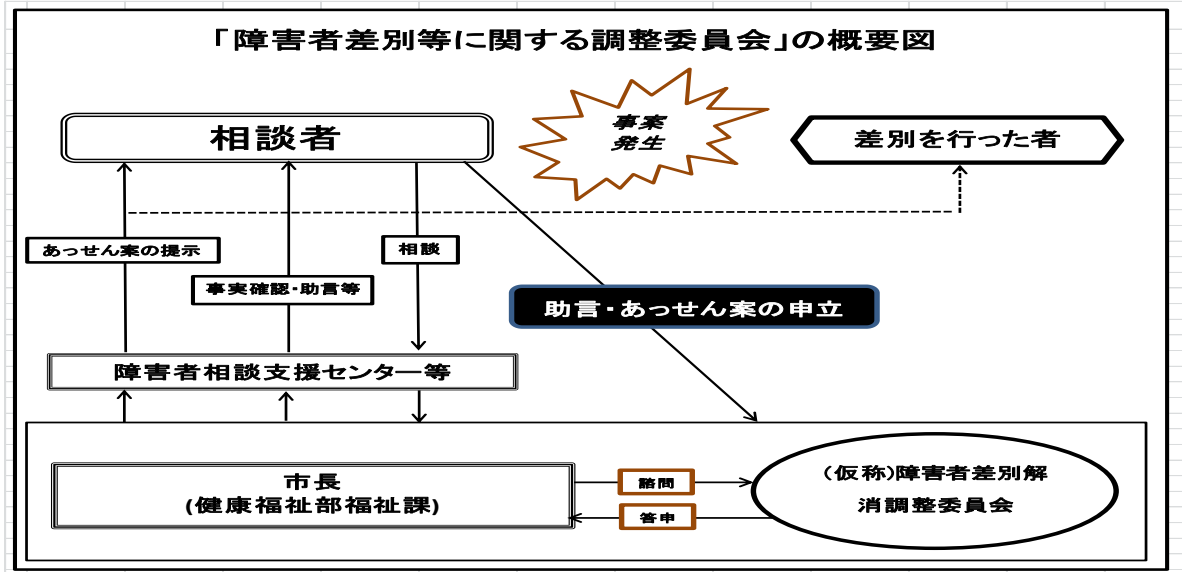 「障害者差別等に関する調整委員会」の概要図
事案
発生
相談者
差別を行った者
あっせん案の提示
相談
事実確認・助言等
助言・あっせん案の申立
障害者相談支援センター等
市長
(健康福祉部福祉課)
諮問
答申
(仮称)障害者差別解
消調整委員会